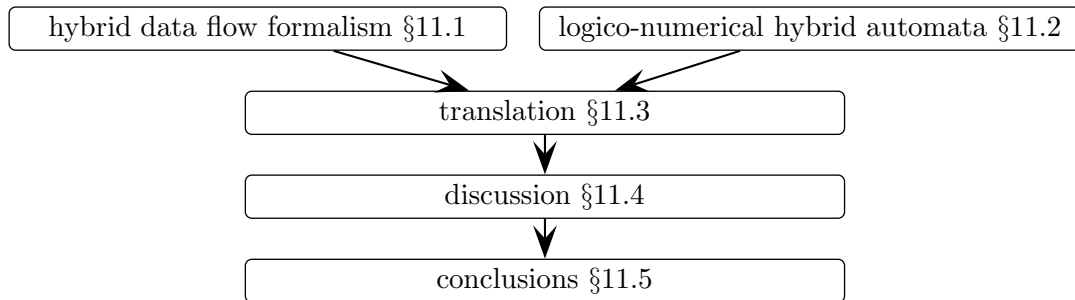 hybrid data flow formalism §11.1
logico-numerical hybrid automata §11.2
translation §11.3
discussion §11.4
conclusions §11.5